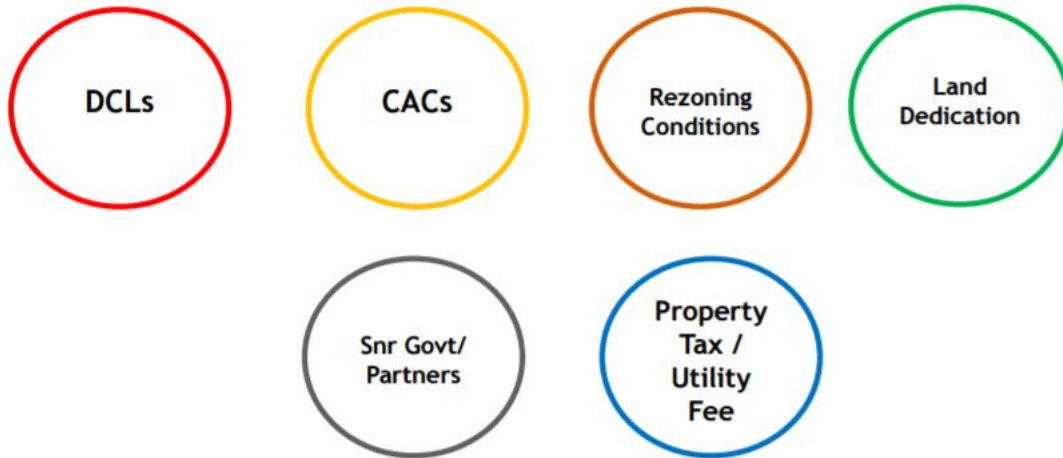 DCLs
CACs
Rezoning
Conditions
Land
Dedication
Snr Govt/
Partners
Property
Tax /
Utility
Fee